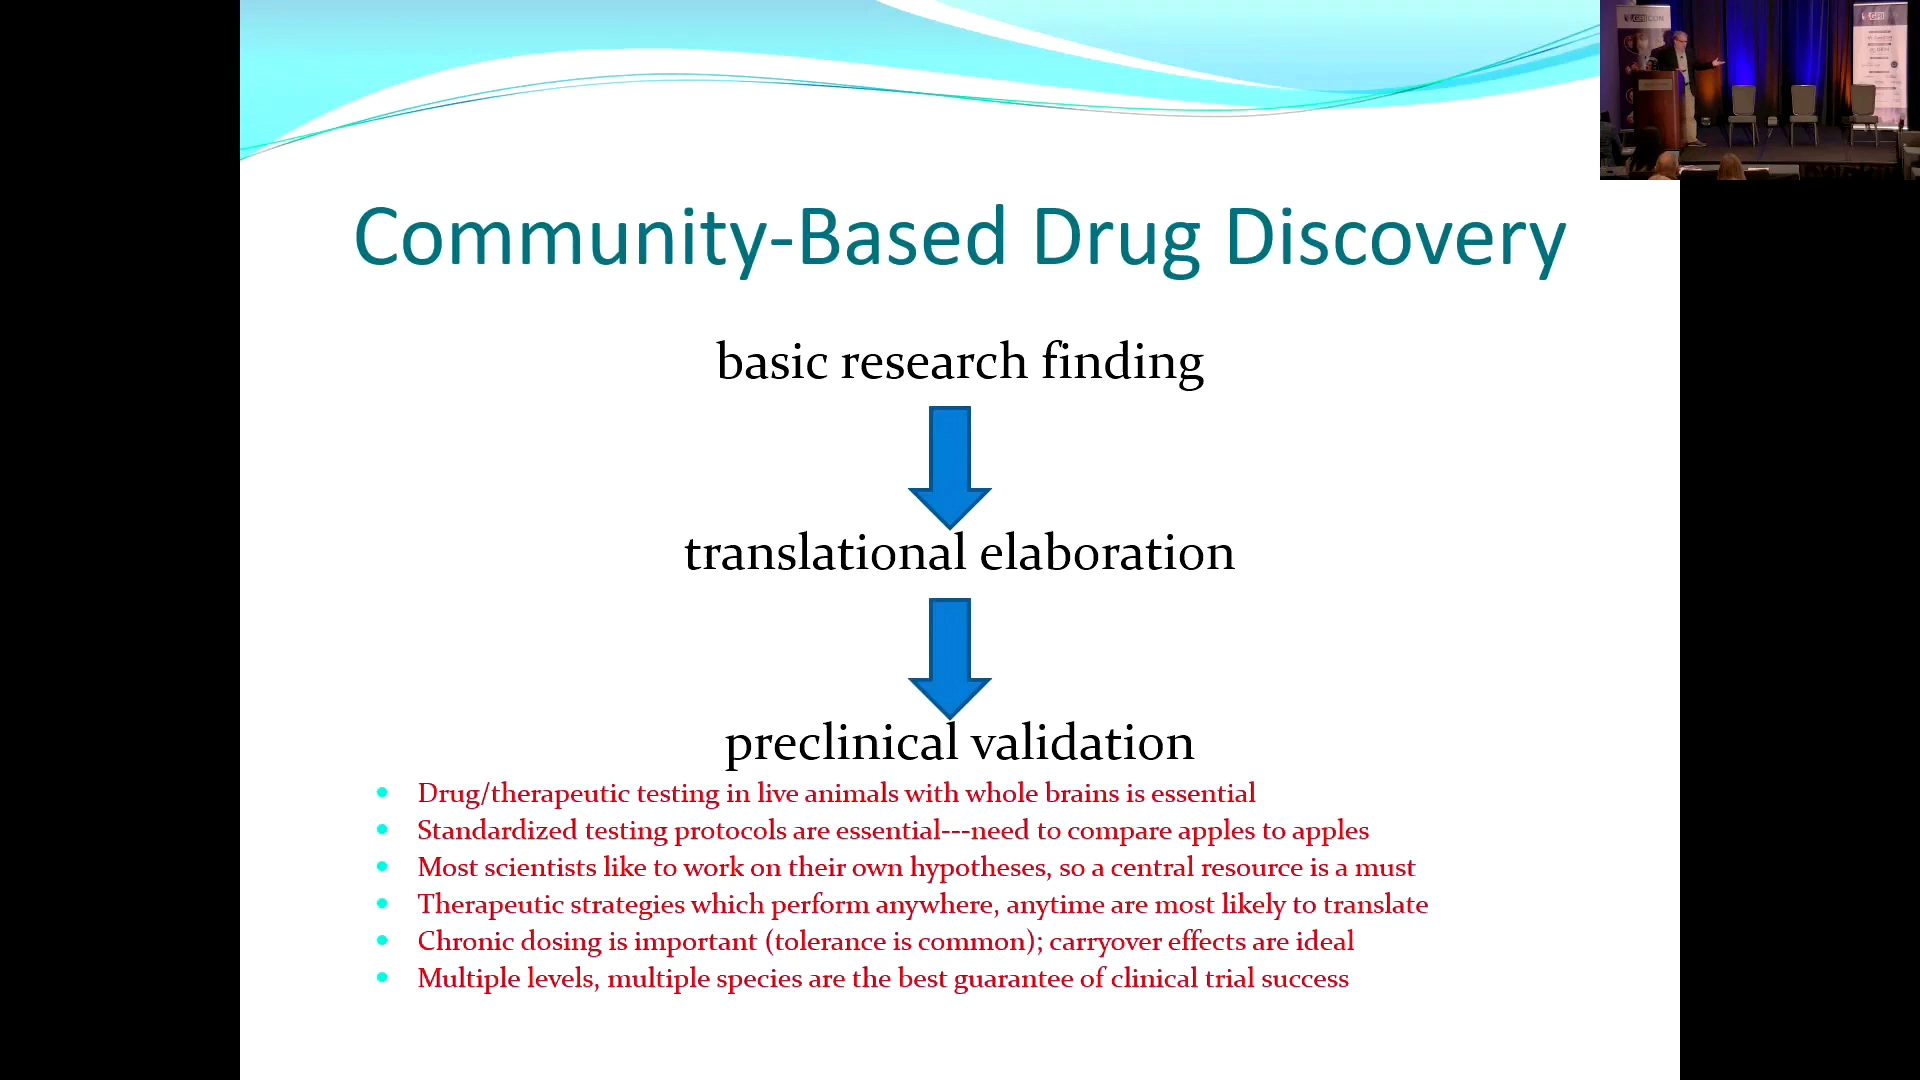 Community-Based Drug Discovery
basic research finding
translational elaboration
preclinical validation
Drug/therapeutic testing in live animals with whole brains is essential
Standardized testing protocols are essential---need to compare apples to apples
Most scientists like to work on their own hypotheses, so a central resource is a must
Therapeutic strategies which perform anywhere, anytime are most likely to translate
Chronic dosing is important (tolerance is common); carryover effects are ideal
Multiple levels, multiple species are the best guarantee of clinical trial success